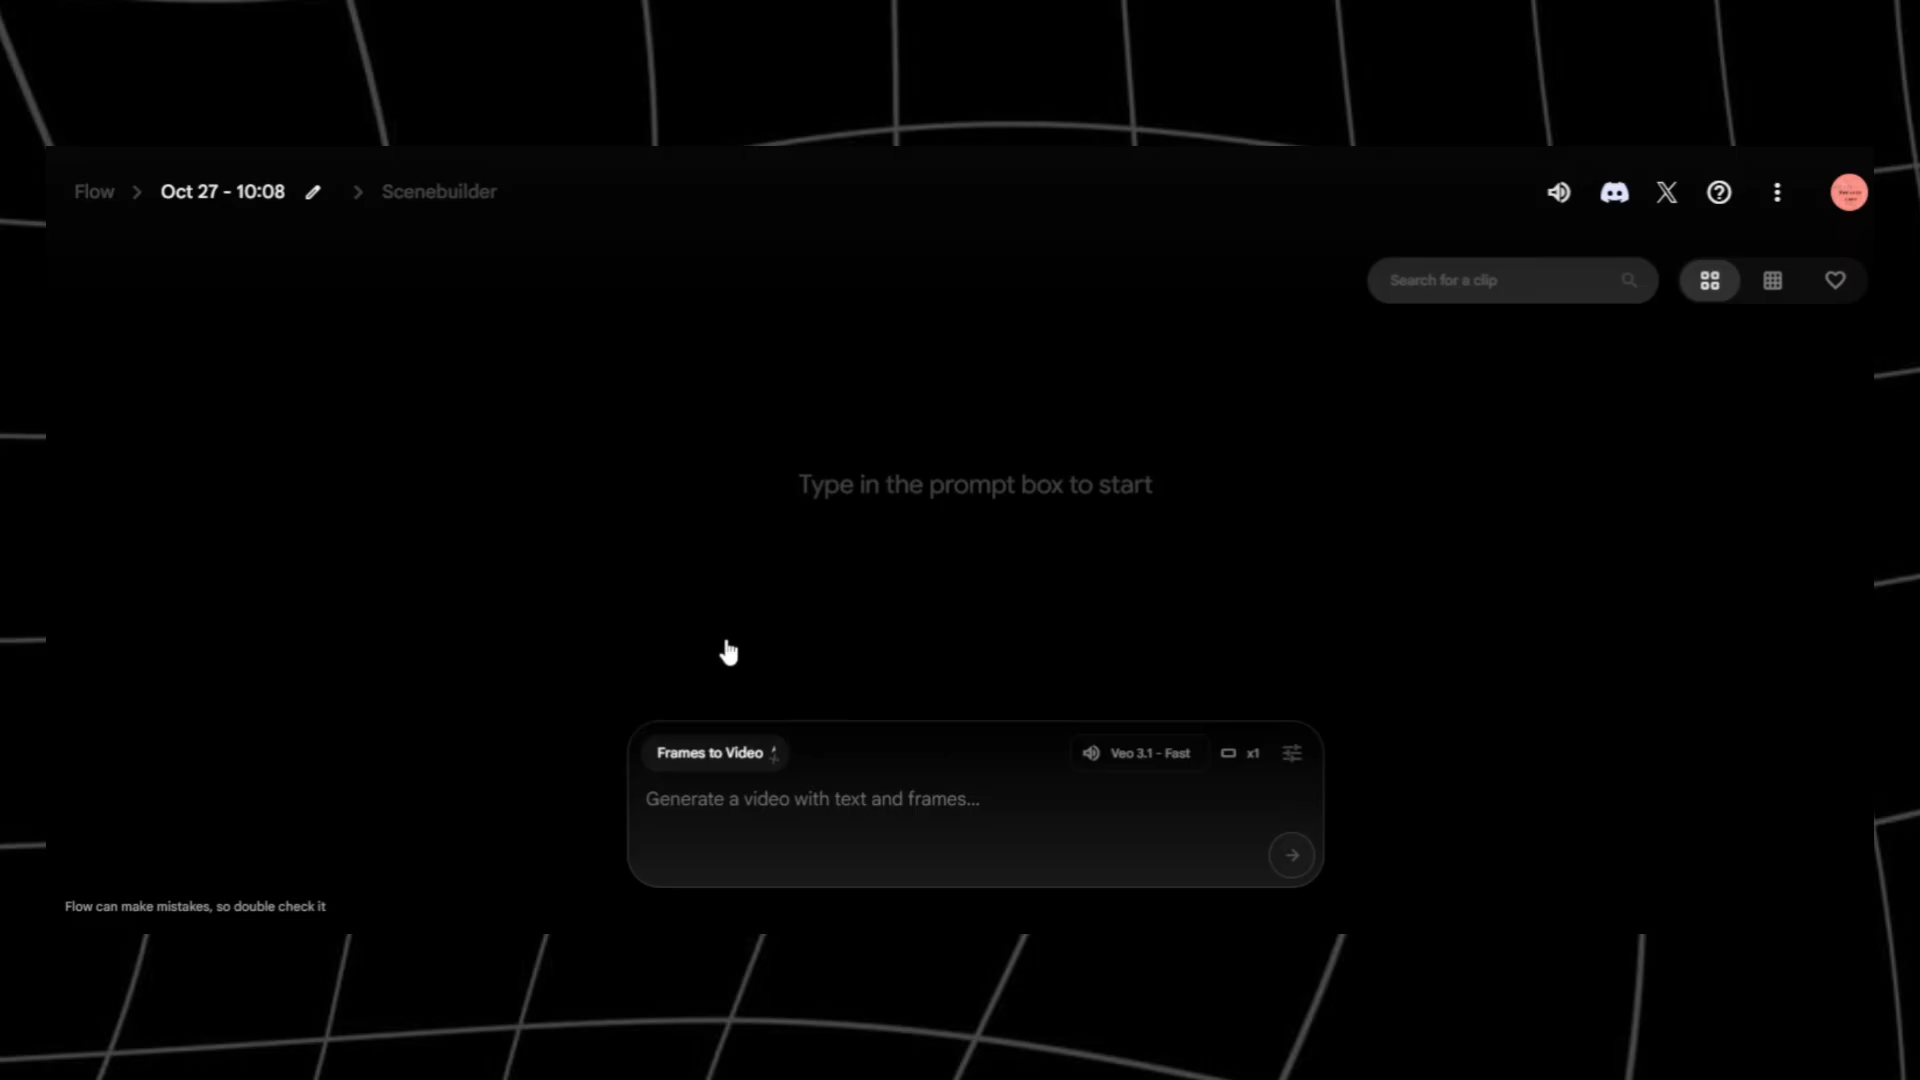 Flow > Oct 27 - 10:08 > Scenebuilder
Search for a clip
Type in the prompt box to start
Frames to Video
Veo 3.1 - Fast
x1
Generate a video with text and frames...
Flow can make mistakes, so double check it